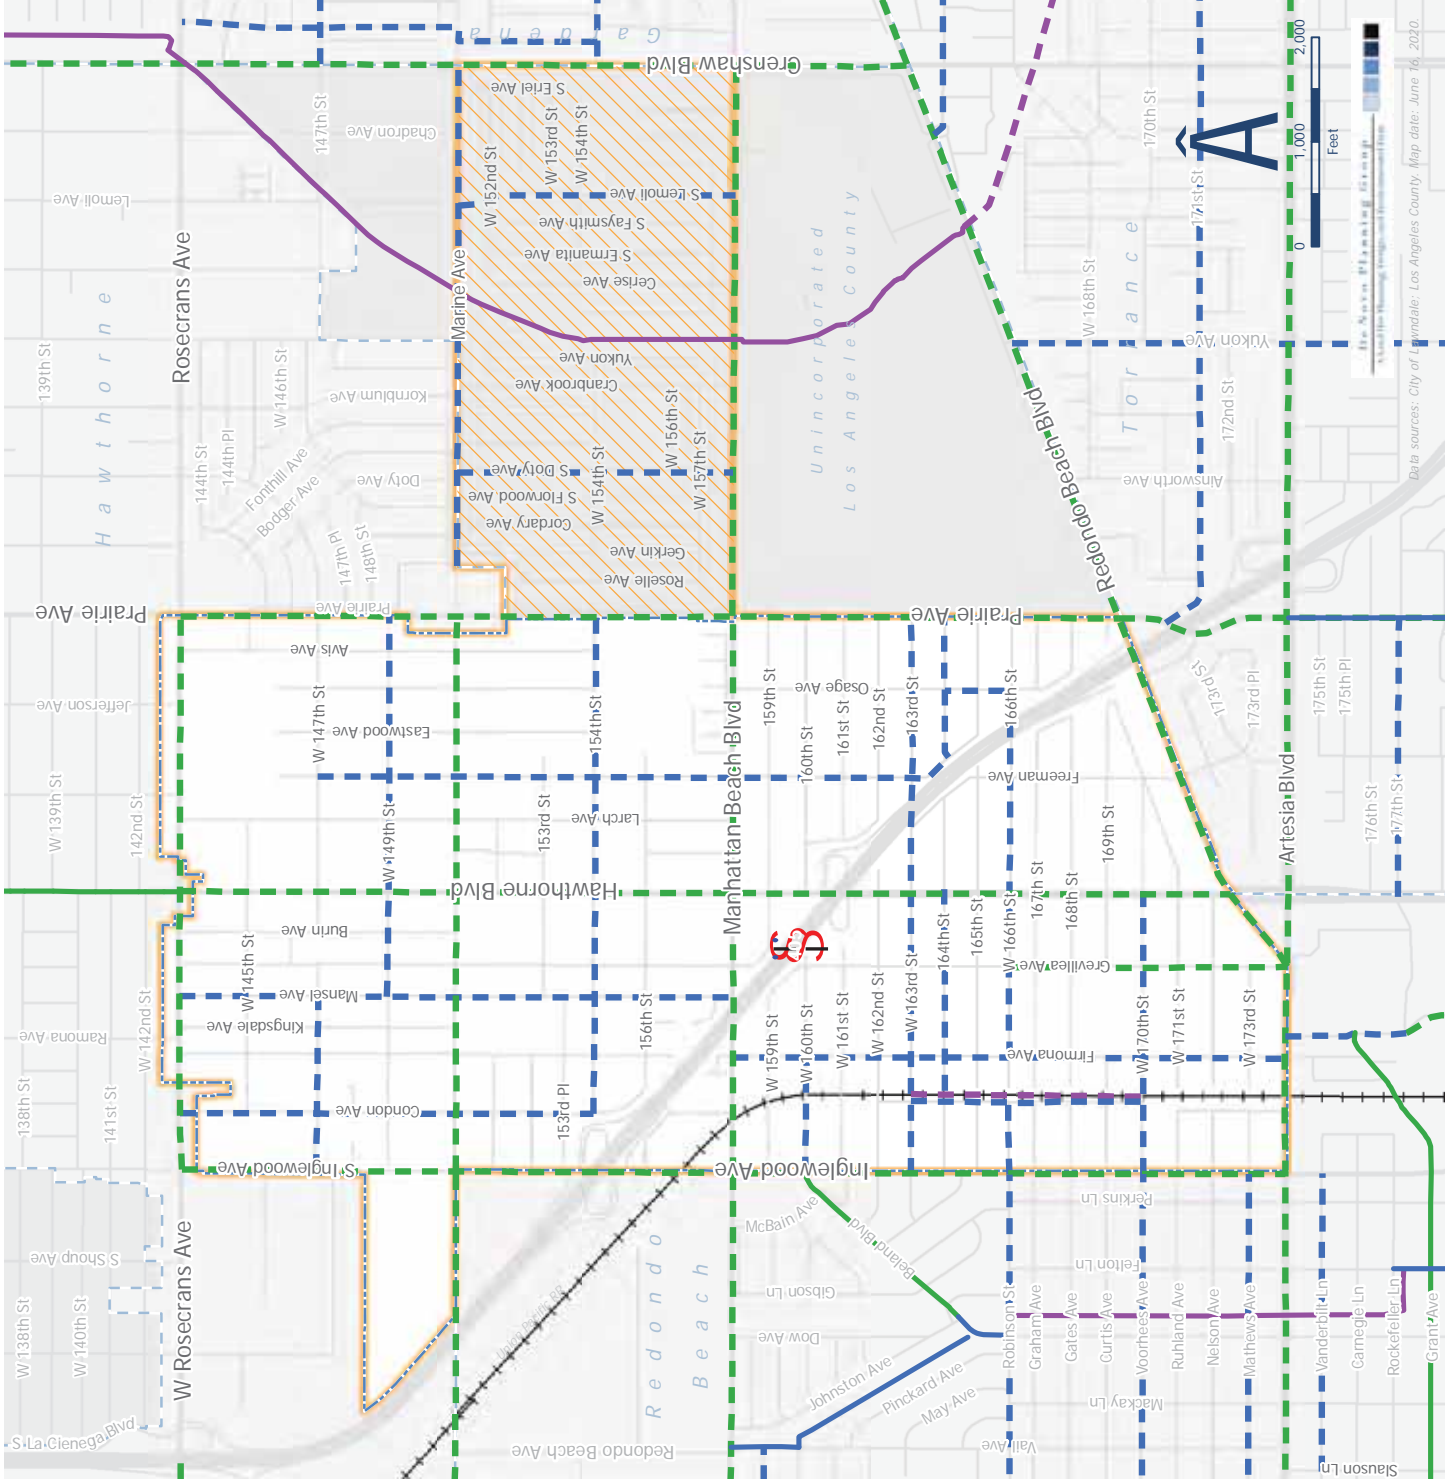 G a r d e n a
Crenshaw Blvd
S Eriel Ave
147th St
Chadron Ave
W 153rd St
W 154th St
170th St
2,000
1,000
0
Feet
W 152nd St
Lemoli Ave
S Lemoli Ave
171st St
S Faysmith Ave
Rosecrans Ave
S Ermanita Ave
Cerise Ave
Marine Ave
H a w t h o r n e
U n i n c o r p o r a t e d
L o s A n g e l e s C o u n t y
W 168th St
T o r r a n c e
Yukon Ave
Yukon Ave
139th St
W 146th St
Kornblum Ave
Cranbrook Ave
172nd St
144th St
144th Pl
Fonthill Ave
Bodger Ave
Doty Ave
S Doty Ave
W 154th St
W 156th St
W 157th St
S Florwood Ave
Cordary Ave
Redondo Beach Blvd
Ainsworth Ave
147th Pl
148th St
Gerkin Ave
Roselle Ave
Prairie Ave
Prairie Ave
Prairie Ave
Avis Ave
Jefferson Ave
W 147th St
Eastwood Ave
154th St
159th St
Osage Ave
160th St
161st St
162nd St
163rd St
166th St
173rd St
173rd Pl
175th St
175th Pl
Manhattan Beach Blvd
Freeman Ave
Artesia Blvd
W 139th St
142nd St
W 149th St
153rd St
Larch Ave
169th St
176th St
177th St
Hawthorne Blvd
167th St
168th St
Burin Ave
W 145th St
164th St
165th St
W 166th St
Grevillea Ave
Mansel Ave
Kingsdale Ave
156th St
W 142nd St
Ramona Ave
W 159th St
W 160th St
W 161st St
W 162nd St
W 163rd St
Firmona Ave
W 170th St
W 171st St
W 173rd St
138th St
141st St
Condon Ave
153rd Pl
S Inglewood Ave
Inglewood Ave
Perkins Ln
McBain Ave
Beland Blvd
W Rosecrans Ave
S Shoup Ave
R e d o n d o
B e a c h
Gibson Ln
Felton Ln
W 138th St
W 140th St
Dow Ave
Robinson St
Graham Ave
Gates Ave
Curtis Ave
Voorhees Ave
Ruhland Ave
Nelson Ave
Mathews Ave
Vanderbilt Ln
Carnegie Ln
Rockefeller Ln
Grant Ave
Johnston Ave
Pinckard Ave
May Ave
Mackay Ln
S La Cienega Blvd
Redondo Beach Ave
Vail Ave
Slauson Ln
De Novo Planning Group
Data sources: City of Lawndale; Los Angeles County. Map date: June 16, 2020.